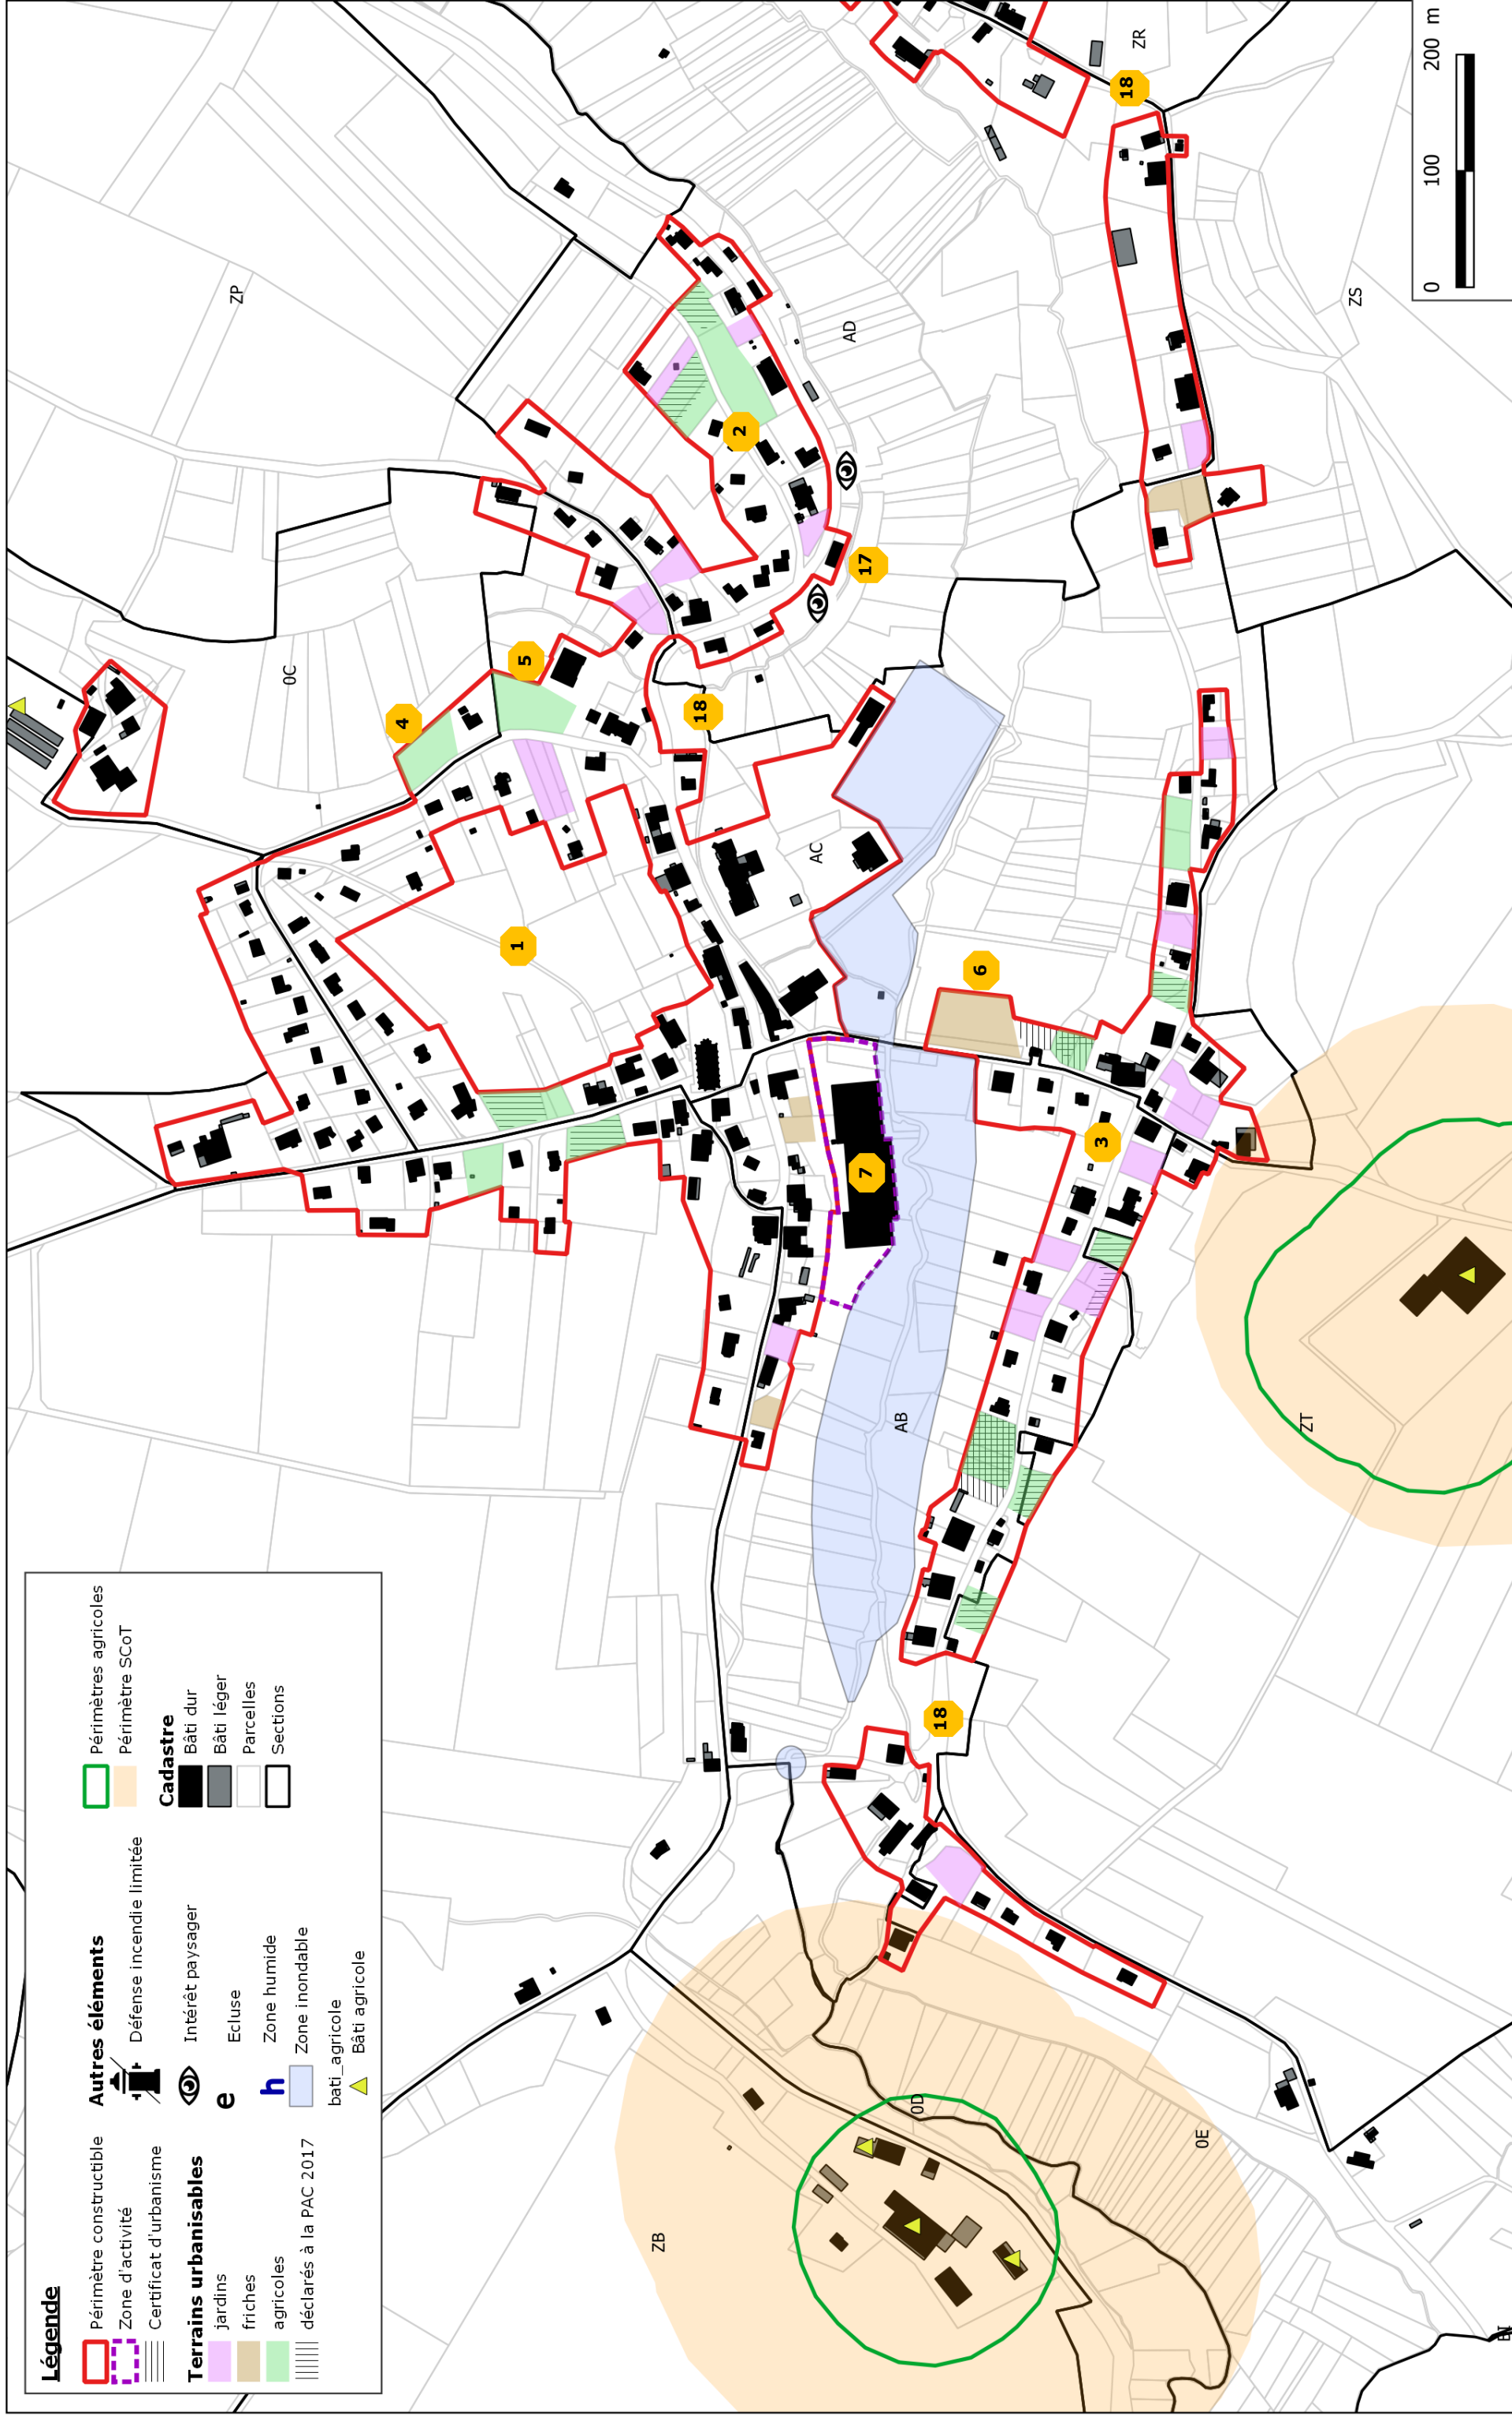 Légende
Périmètre constructible
Zone d'activité
Certificat d'urbanisme
Terrains urbanisables
jardins
friches
agricoles
déclarés à la PAC 2017
Autres éléments
Défense incendie limitée
Intérêt paysager
e Ecluse
h Zone humide
Zone inondable
bati_agricole
Bâti agricole
Périmètres agricoles
Périmètre SCoT
Cadastre
Bâti dur
Bâti léger
Parcelles
Sections
ZP
0C
4
5
1
2
17
18
AD
AC
7
6
3
AB
18
18
ZR
ZS
ZT
ZB
0D
0E
0 100 200 m